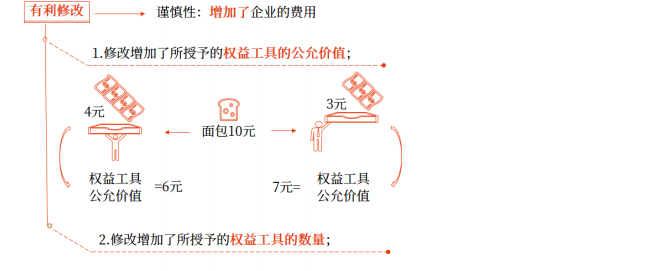 有利修改
谨慎性：增加了企业的费用
1.修改增加了所授予的权益工具的公允价值；
4元
3元
面包10元
权益工具
公允价值
=6元
7元=
权益工具
公允价值
2.修改增加了所授予的权益工具的数量；